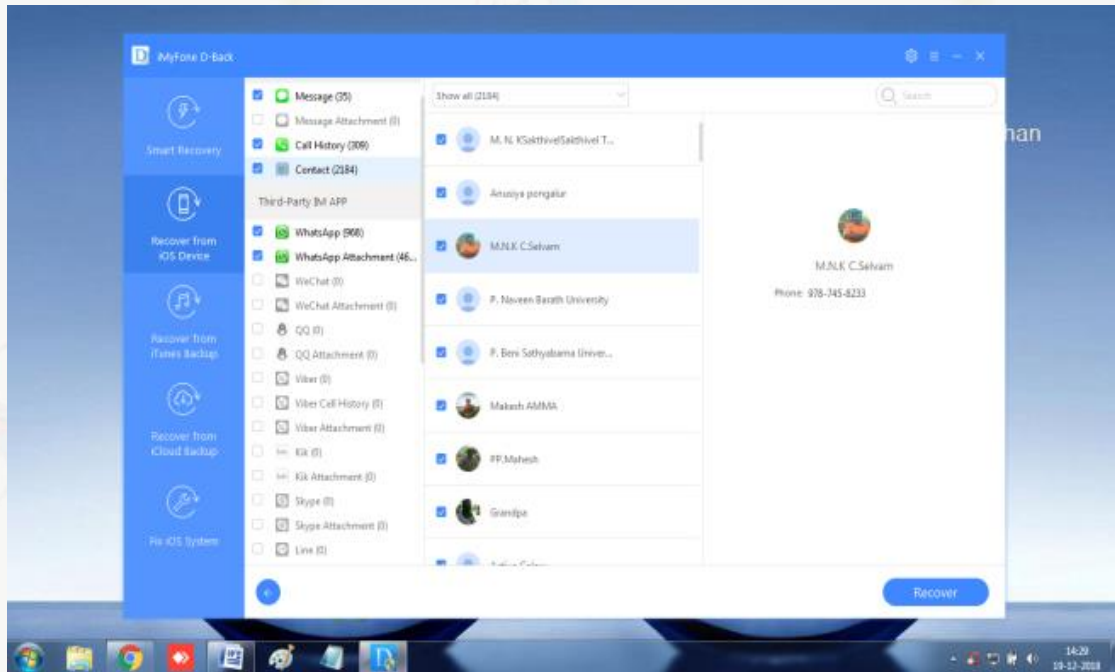 iMyFone D-Back
Smart Recovery
Recover from
iOS Device
Recover from
iTunes Backup
Recover from
iCloud Backup
Fix iOS System
Message (35)
Message Attachment (0)
Call History (309)
Contact (2184)
Third-Party IM APP
WhatsApp (968)
WhatsApp Attachment (46...
WeChat (0)
WeChat Attachment (0)
QQ (0)
QQ Attachment (0)
Viber (0)
Viber Call History (0)
Viber Attachment (0)
Kik (0)
Kik Attachment (0)
Skype (0)
Skype Attachment (0)
Line (0)
Show all (2184)
Search
M. N. KSakthivelSakthivel T...
Anusya pongalur
M.N.K C.Selvam
P. Naveen Barath University
P. Beni Sathyabama Univer...
Makesh AMMA
PP.Mahesh
Grandpa
M.N.K C.Selvam
Phone: 978-745-8233
Recover
han
14:29
19-12-2018